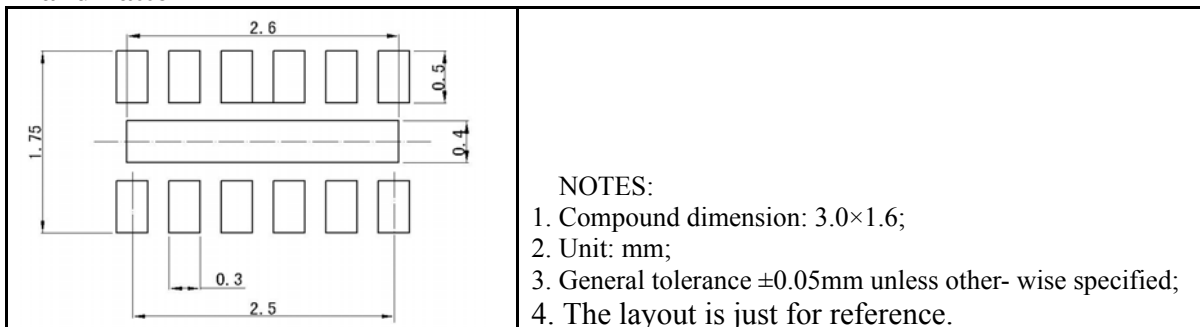 2.6
0.5
1.75
0.4
0.3
2.5
NOTES:
1. Compound dimension: 3.0×1.6;
2. Unit: mm;
3. General tolerance ±0.05mm unless other- wise specified;
4. The layout is just for reference.